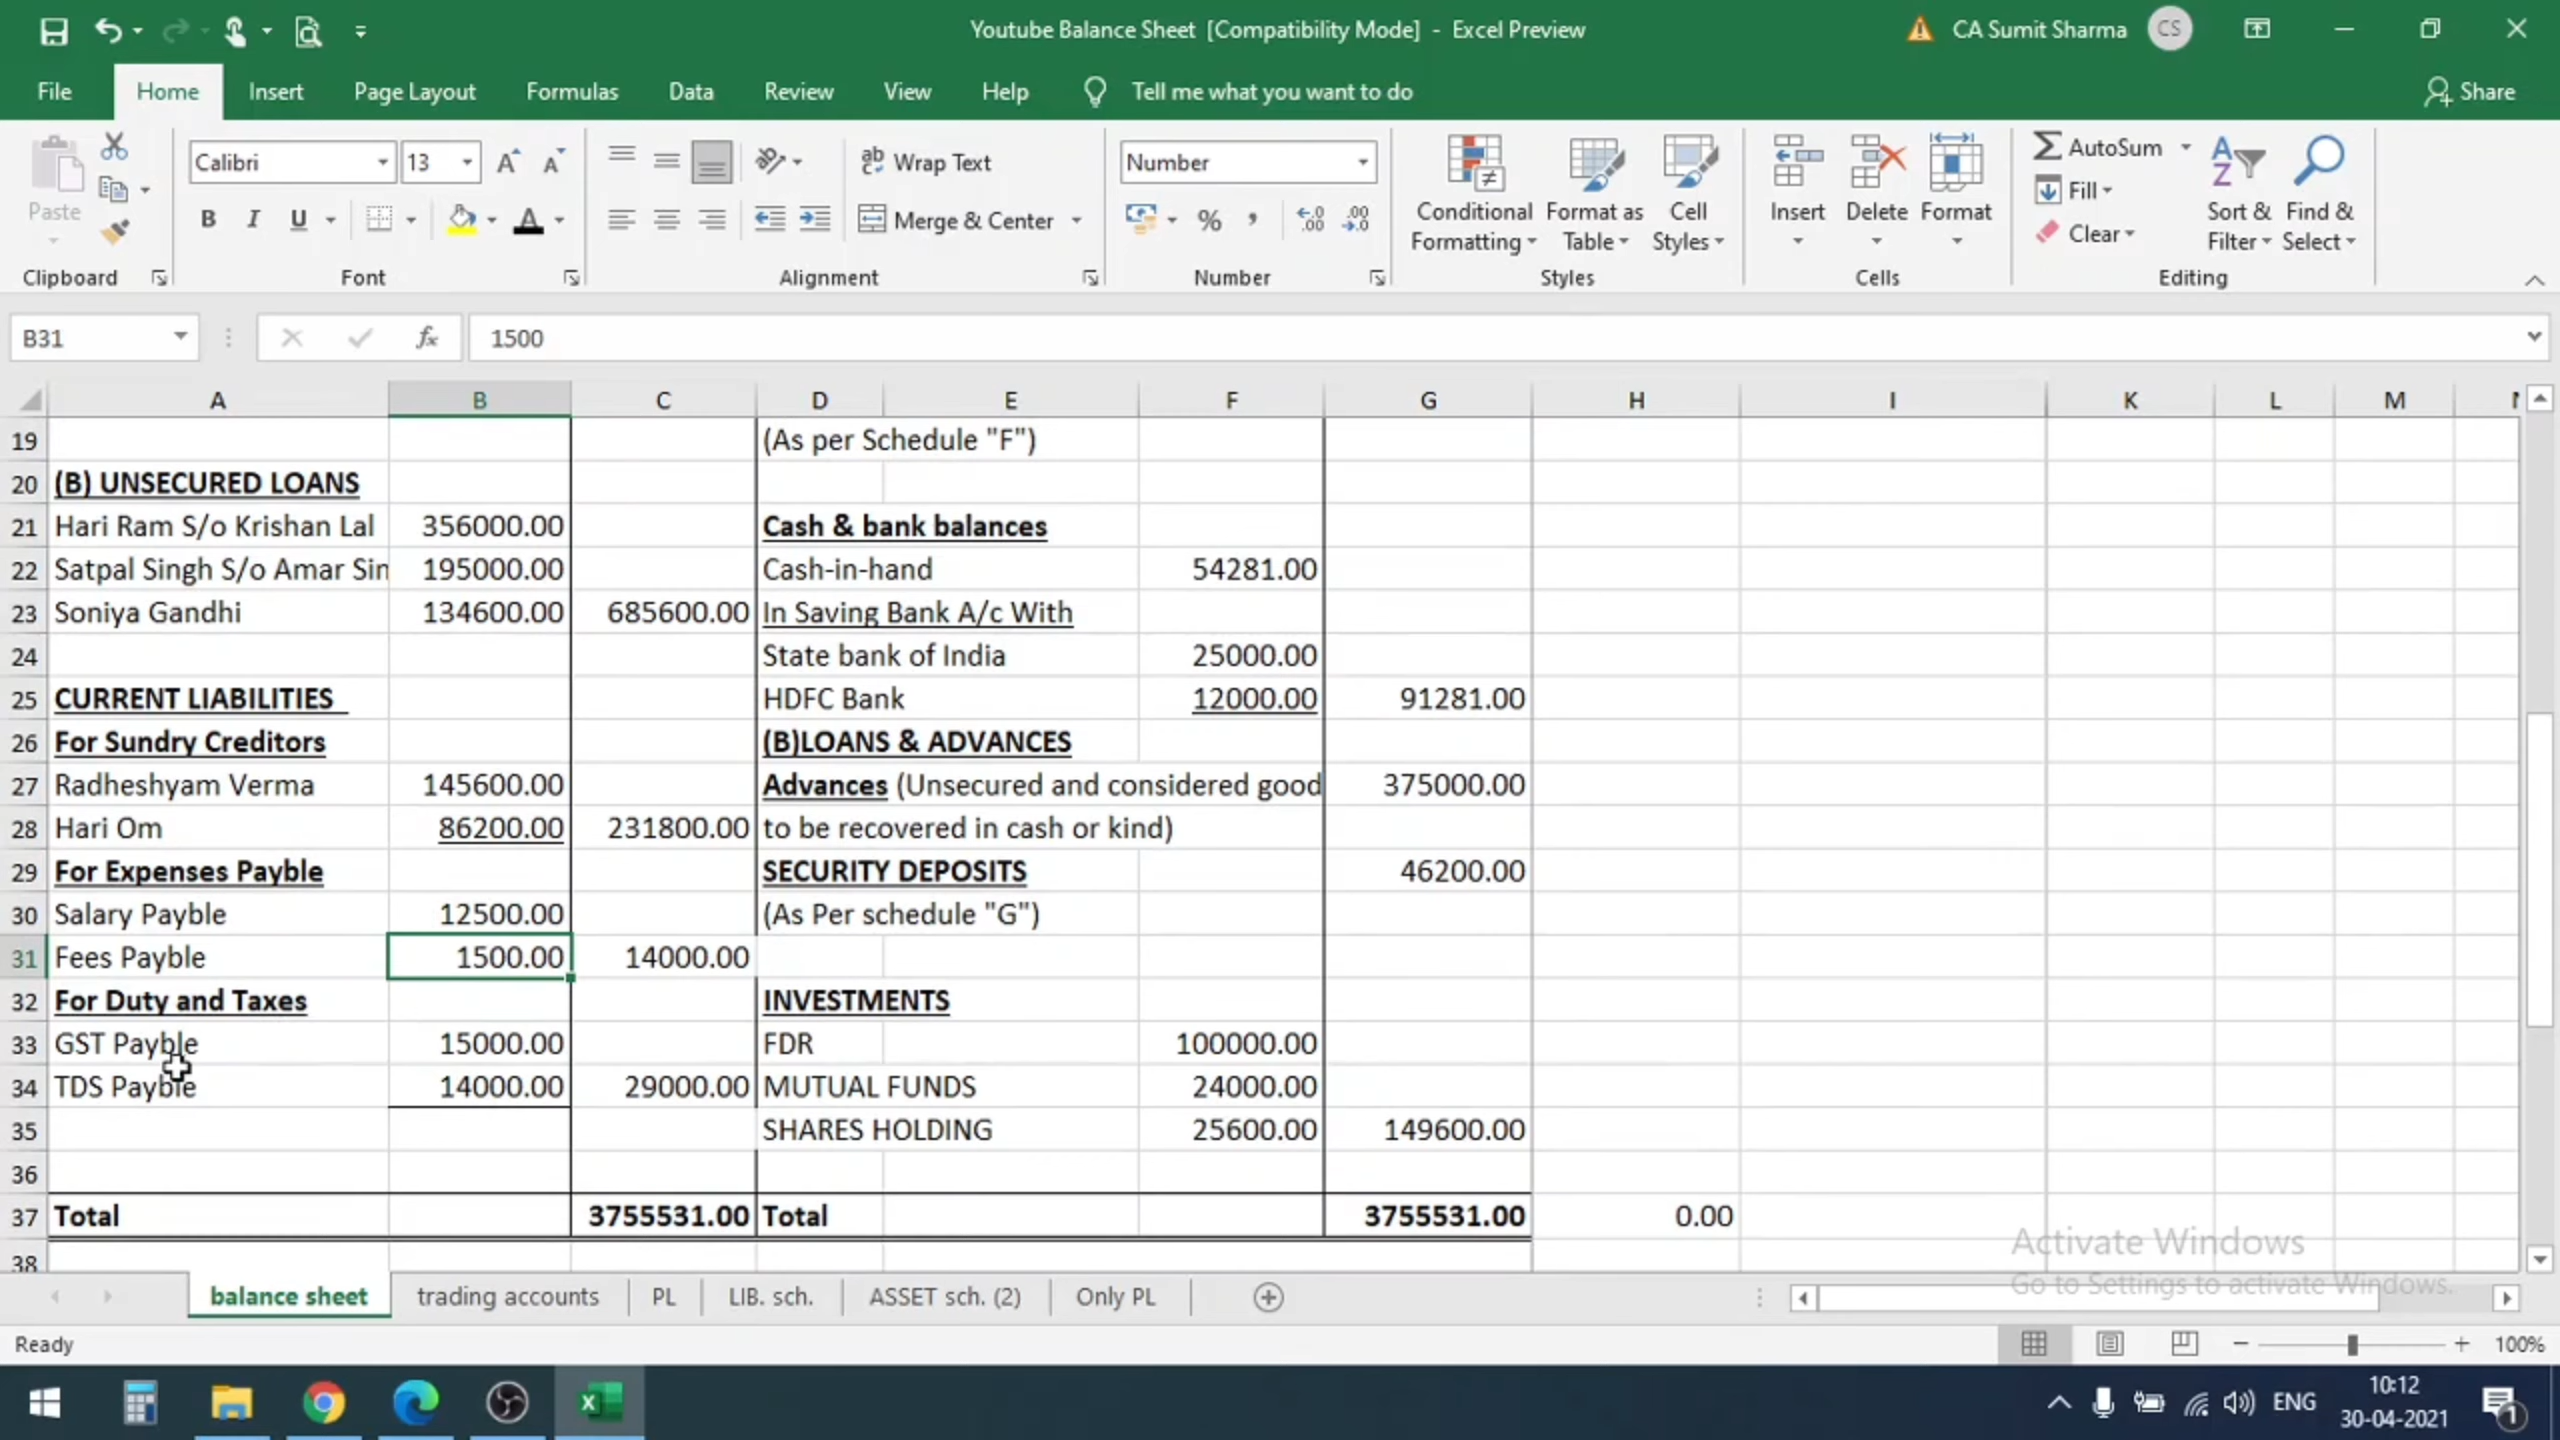 Youtube Balance Sheet [Compatibility Mode] - Excel Preview
CA Sumit Sharma CS
File Home Insert Page Layout Formulas Data Review View Help Tell me what you want to do Share
Paste
Calibri 13 A A
Wrap Text
Number
AutoSum
B I U A
Merge & Center
% ,
Conditional Formatting
Format as Table
Cell Styles
Insert Delete Format
Fill
Clear
Sort & Filter
Find & Select
Clipboard Font Alignment Number Styles Cells Editing
B31 fx 1500
A B C D E F G H I K L M
19 (As per Schedule "F")
20 (B) UNSECURED LOANS
21 Hari Ram S/o Krishan Lal 356000.00 Cash & bank balances
22 Satpal Singh S/o Amar Sin 195000.00 Cash-in-hand 54281.00
23 Soniya Gandhi 134600.00 685600.00 In Saving Bank A/c With
24 State bank of India 25000.00
25 CURRENT LIABILITIES HDFC Bank 12000.00 91281.00
26 For Sundry Creditors (B)LOANS & ADVANCES
27 Radheshyam Verma 145600.00 Advances (Unsecured and considered good 375000.00
28 Hari Om 86200.00 231800.00 to be recovered in cash or kind)
29 For Expenses Payble SECURITY DEPOSITS 46200.00
30 Salary Payble 12500.00 (As Per schedule "G")
31 Fees Payble 1500.00 14000.00
32 For Duty and Taxes INVESTMENTS
33 GST Payble 15000.00 FDR 100000.00
34 TDS Payble 14000.00 29000.00 MUTUAL FUNDS 24000.00
35 SHARES HOLDING 25600.00 149600.00
36
37 Total 3755531.00 Total 3755531.00 0.00
38
Activate Windows
Go to Settings to activate Windows.
balance sheet trading accounts PL LIB. sch. ASSET sch. (2) Only PL
Ready 100%
ENG 10:12
30-04-2021
1